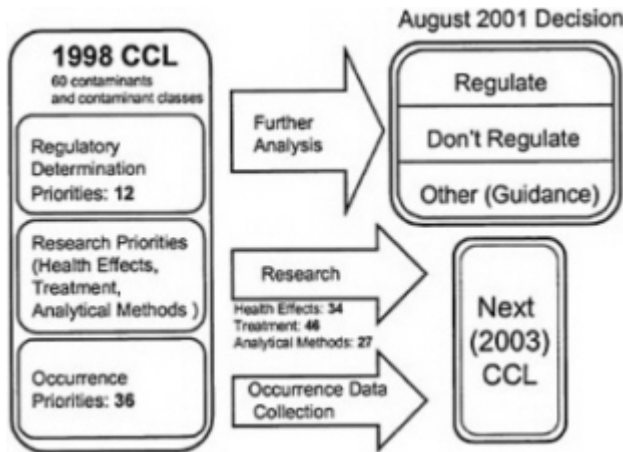 August 2001 Decision
1998 CCL
60 contaminants
and contaminant classes
Regulatory
Determination
Priorities: 12
Research Priorities
(Health Effects,
Treatment,
Analytical Methods )
Occurrence
Priorities: 36
Further
Analysis
Research
Health Effects: 34
Treatment: 46
Analytical Methods: 27
Occurrence Data
Collection
Regulate
Don't Regulate
Other (Guidance)
Next
(2003)
CCL